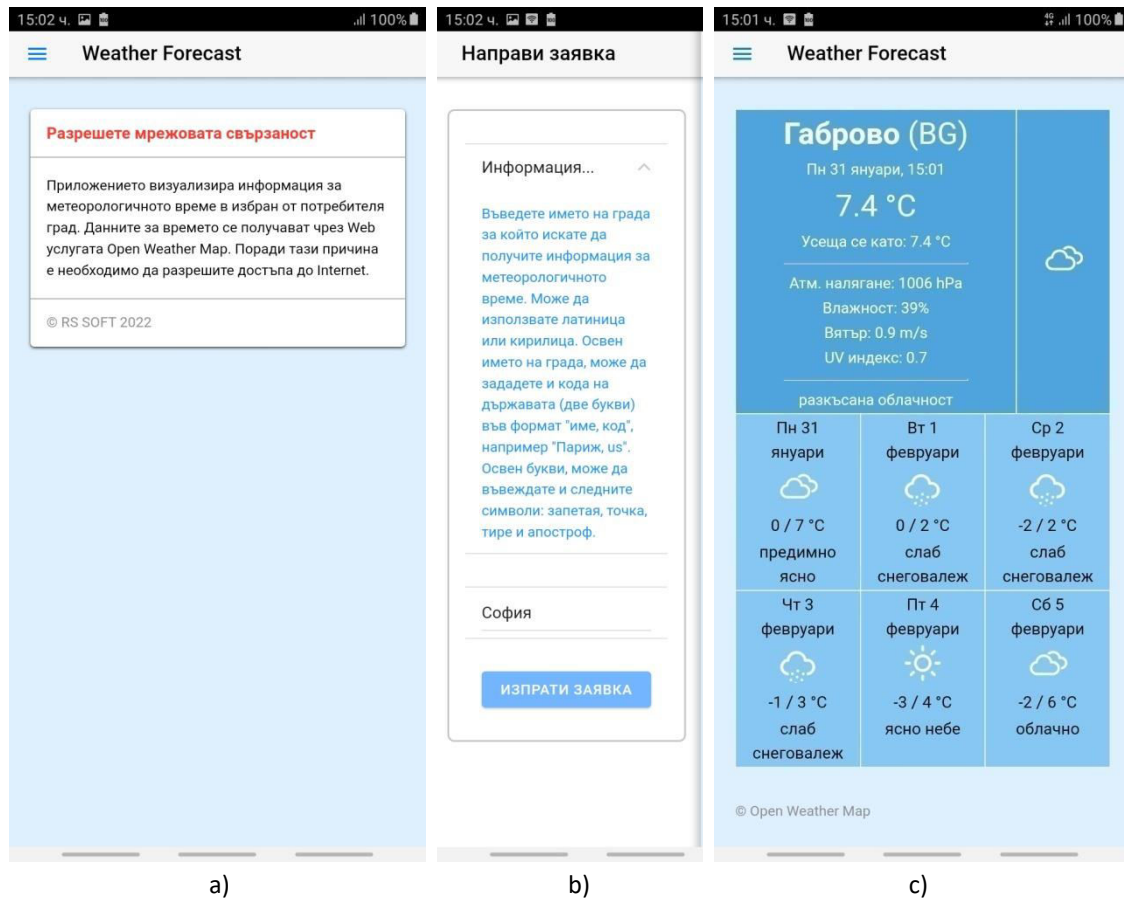 15:02 ч.
100%
Weather Forecast
Разрешете мрежовата свързаност
Приложението визуализира информация за
метеорологичното време в избран от потребителя
град. Данните за времето се получават чрез Web
услугата Open Weather Map. Поради тази причина
е необходимо да разрешите достъпа до Internet.
© RS SOFT 2022
a)
15:02 ч.
Направи заявка
Информация...
Въведете името на града
за който искате да
получите информация за
метеорологичното
време. Може да
използвате латиница
или кирилица. Освен
името на града, може да
зададете и кода на
държавата (две букви)
във формат "име, код",
например "Париж, us".
Освен букви, може да
въвеждате и следните
символи: запетая, точка,
тире и апостроф.
София
ИЗПРАТИ ЗАЯВКА
b)
15:01 ч.
4G 100%
Weather Forecast
Габрово (BG)
Пн 31 януари, 15:01
7.4 °C
Усеща се като: 7.4 °C
Атм. налягане: 1006 hPa
Влажност: 39%
Вятър: 0.9 m/s
UV индекс: 0.7
разкъсана облачност
Пн 31
януари
0 / 7 °C
предимно
ясно
Вт 1
февруари
0 / 2 °C
слаб
снеговалеж
Ср 2
февруари
-2 / 2 °C
слаб
снеговалеж
Чт 3
февруари
-1 / 3 °C
слаб
снеговалеж
Пт 4
февруари
-3 / 4 °C
ясно небе
Сб 5
февруари
-2 / 6 °C
облачно
© Open Weather Map
c)